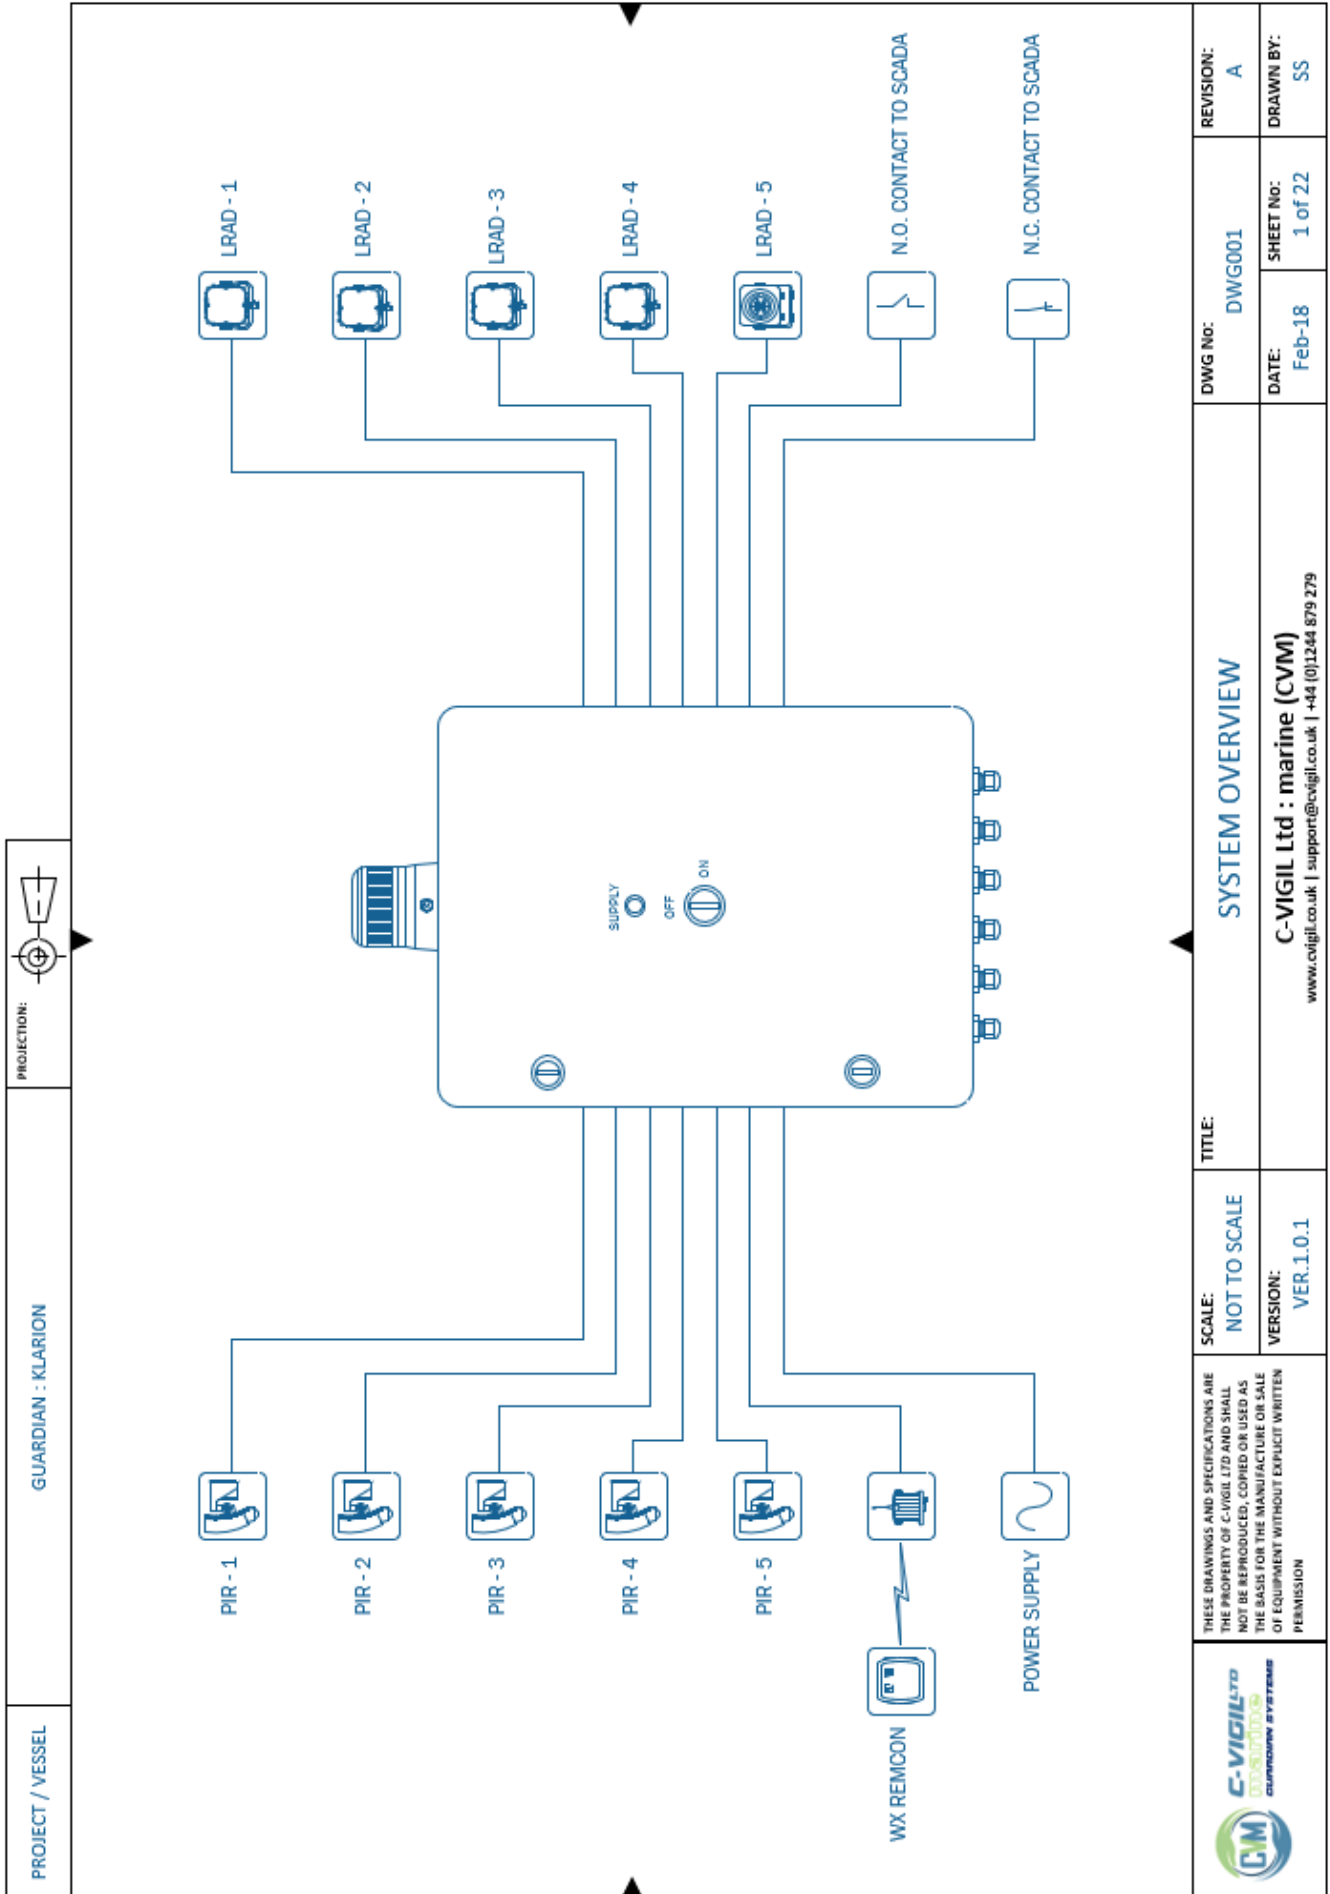 PROJECT / VESSEL
GUARDIAN : KLARION
PROJECTION:
PIR - 1
PIR - 2
PIR - 3
PIR - 4
PIR - 5
WX REMCON
POWER SUPPLY
SUPPLY
OFF
ON
LRAD - 1
LRAD - 2
LRAD - 3
LRAD - 4
LRAD - 5
N.O. CONTACT TO SCADA
N.C. CONTACT TO SCADA
CVM
C-VIGIL LTD
marine
GUARDIAN SYSTEMS
THESE DRAWINGS AND SPECIFICATIONS ARE
THE PROPERTY OF C-VIGIL LTD AND SHALL
NOT BE REPRODUCED, COPIED OR USED AS
THE BASIS FOR THE MANUFACTURE OR SALE
OF EQUIPMENT WITHOUT EXPLICIT WRITTEN
PERMISSION
SCALE:
NOT TO SCALE
VERSION:
VER.1.0.1
TITLE:
SYSTEM OVERVIEW
C-VIGIL Ltd : marine (CVM)
www.cvigil.co.uk | support@cvigil.co.uk | +44 (0)1244 879 279
DWG No:
DWG001
REVISION:
A
DATE:
Feb-18
SHEET No:
1 of 22
DRAWN BY:
SS